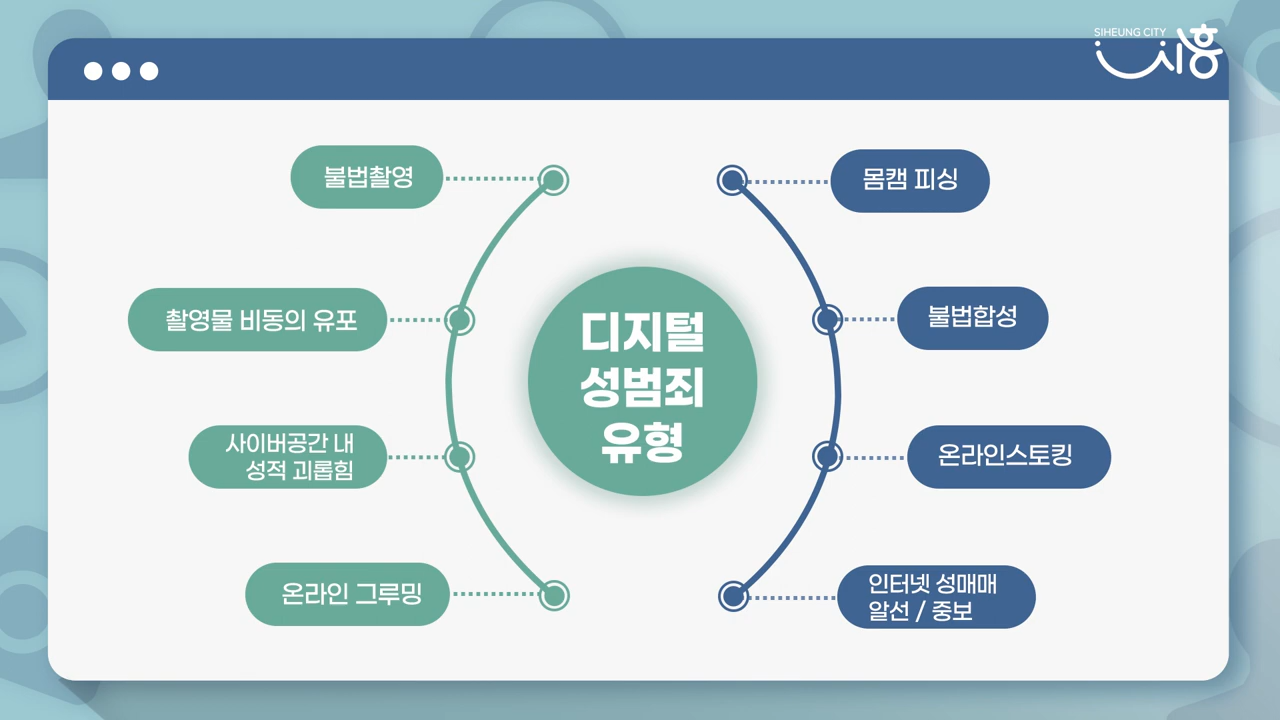 SIHEUNG CITY
시흥
불법촬영
촬영물 비동의 유포
사이버공간 내
성적 괴롭힘
온라인 그루밍
디지털
성범죄
유형
몸캠 피싱
불법합성
온라인스토킹
인터넷 성매매
알선 / 중보